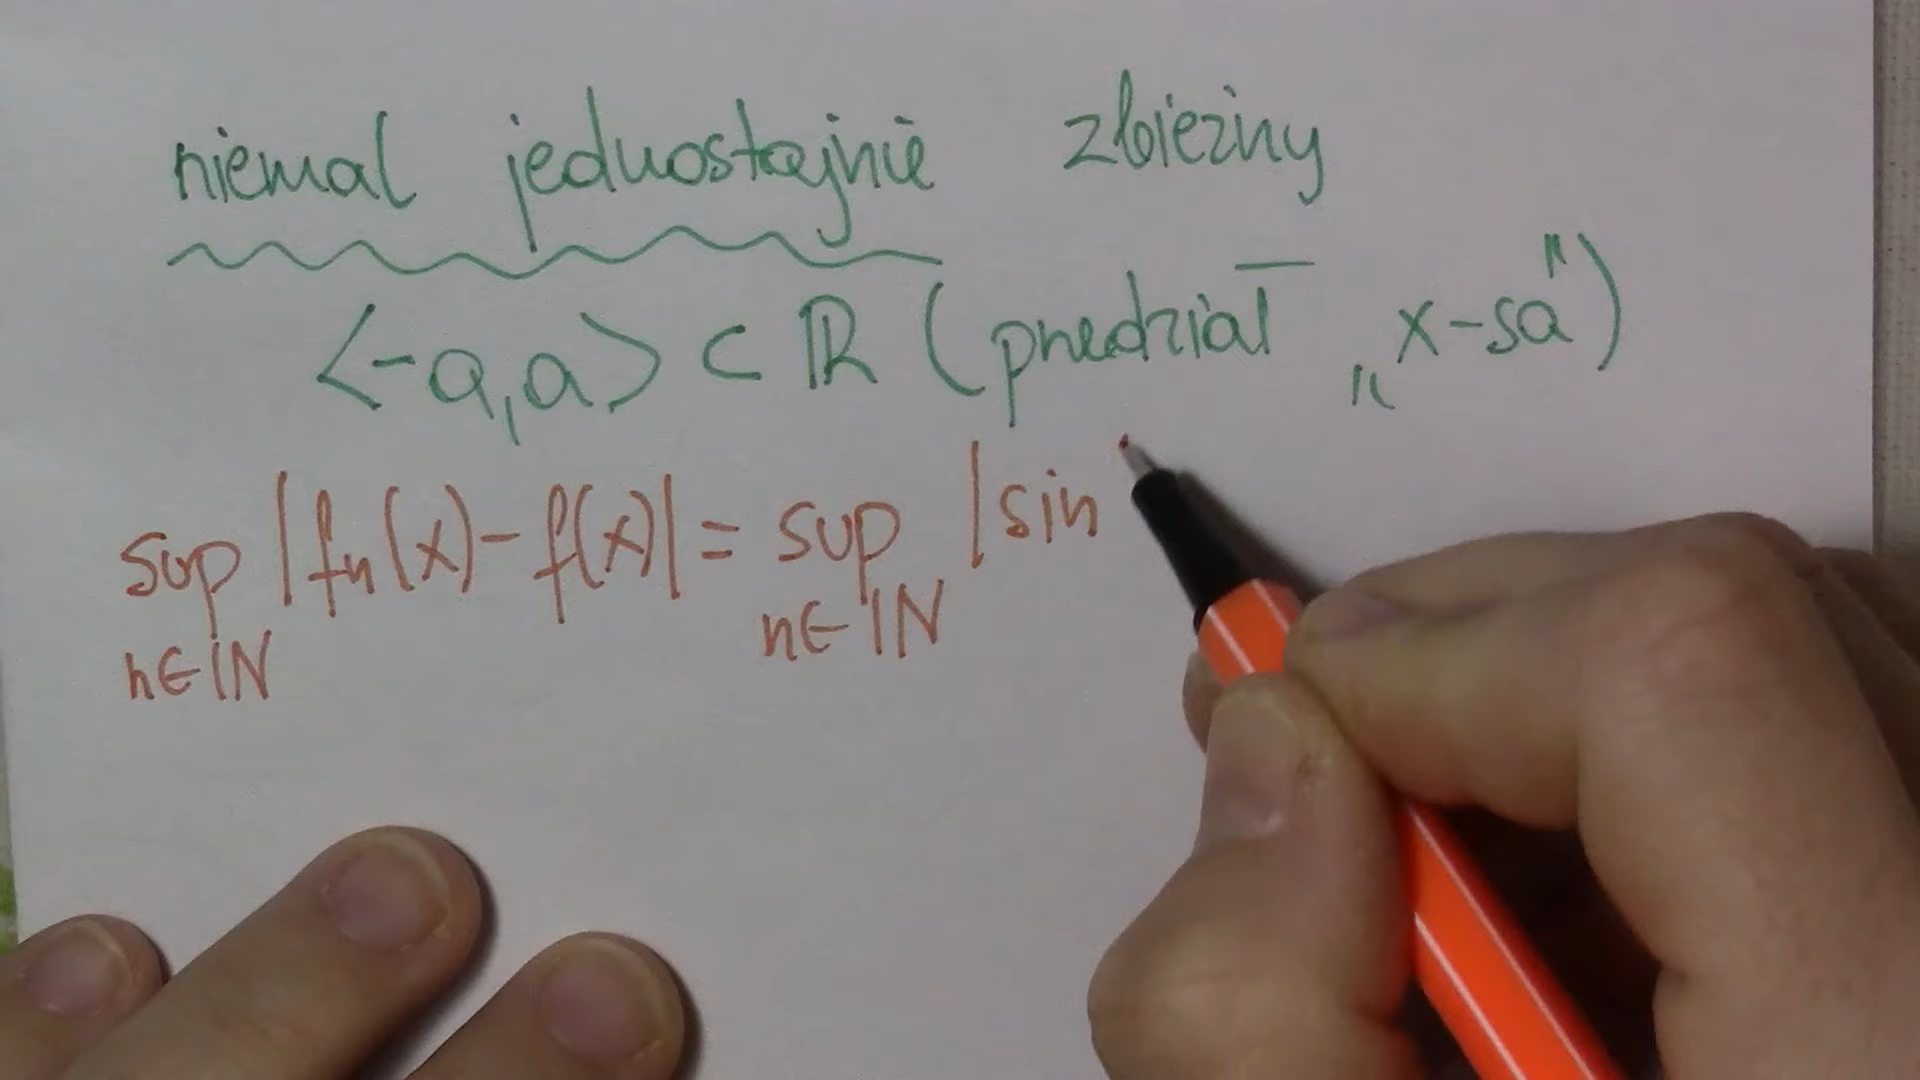 niemal jednostajnie zbieżny
<-a,a> ⊂ ℝ (przedział „x-sa")
sup |fn(x)-f(x)| = sup |sin
n∈ℕ n∈ℕ